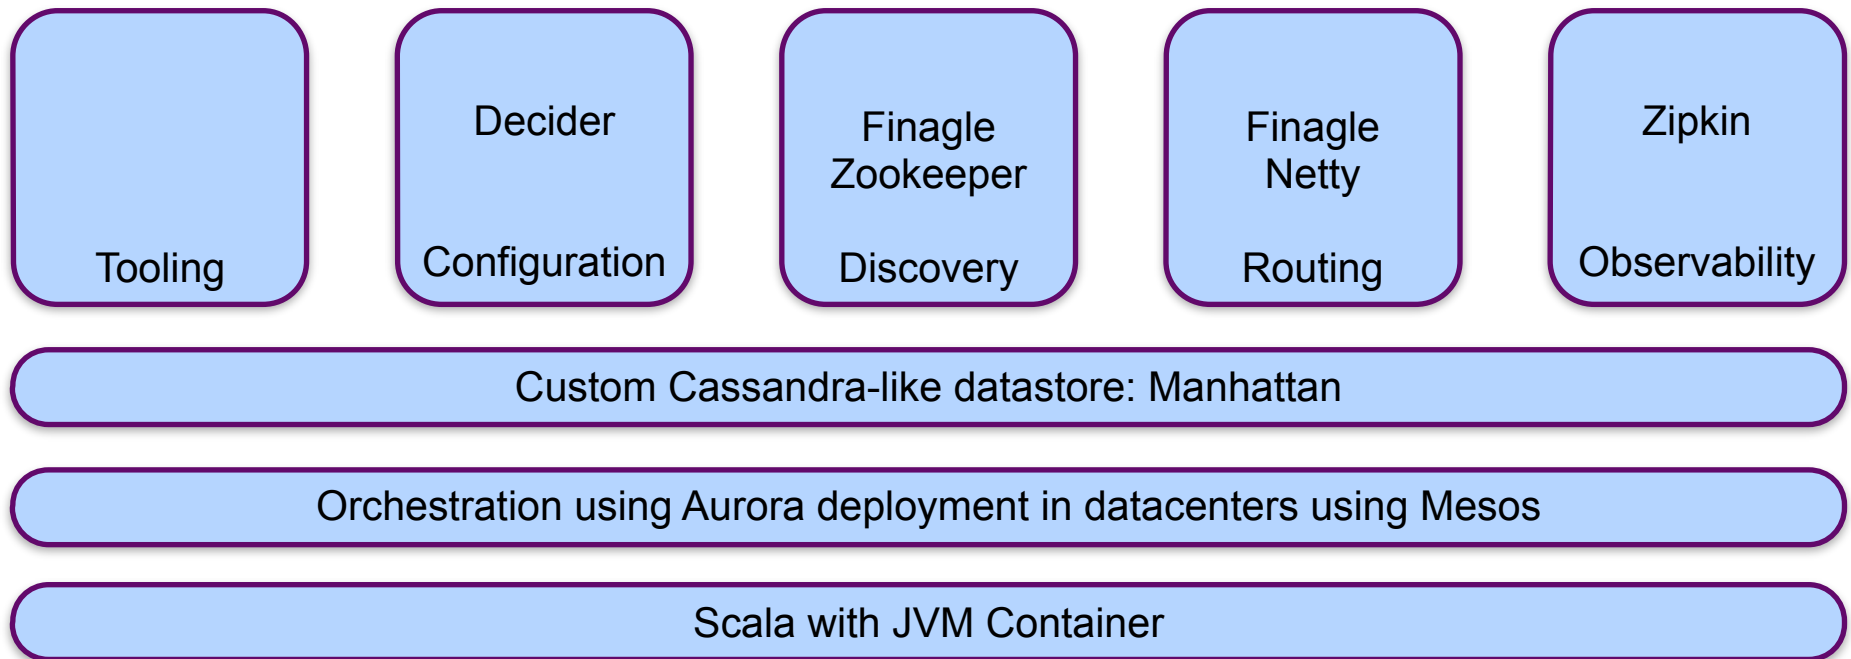 Tooling
Decider
Configuration
Finagle
Zookeeper
Discovery
Finagle
Netty
Routing
Zipkin
Observability
Custom Cassandra-like datastore: Manhattan
Orchestration using Aurora deployment in datacenters using Mesos
Scala with JVM Container